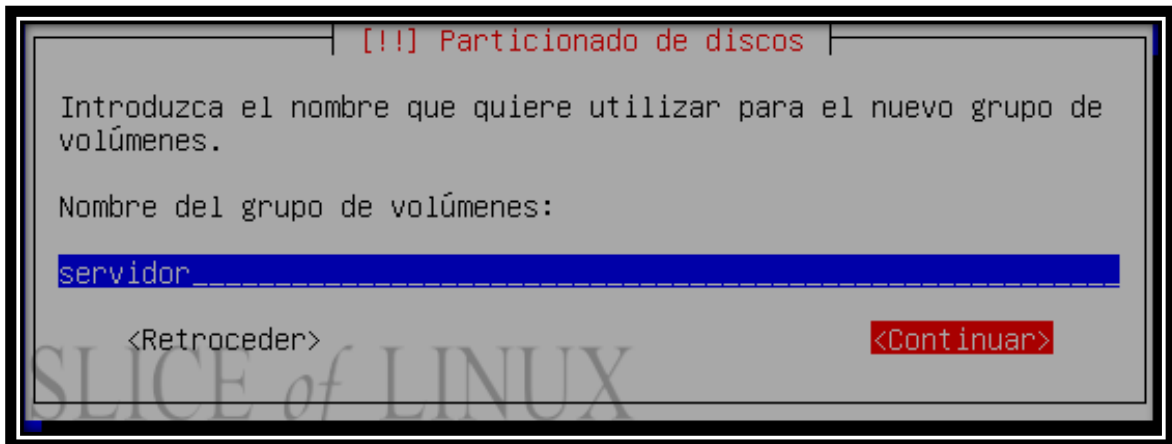 [!!] Particionado de discos
Introduzca el nombre que quiere utilizar para el nuevo grupo de
volúmenes.
Nombre del grupo de volúmenes:
servidor
<Retroceder>
<Continuar>
SLICE of LINUX